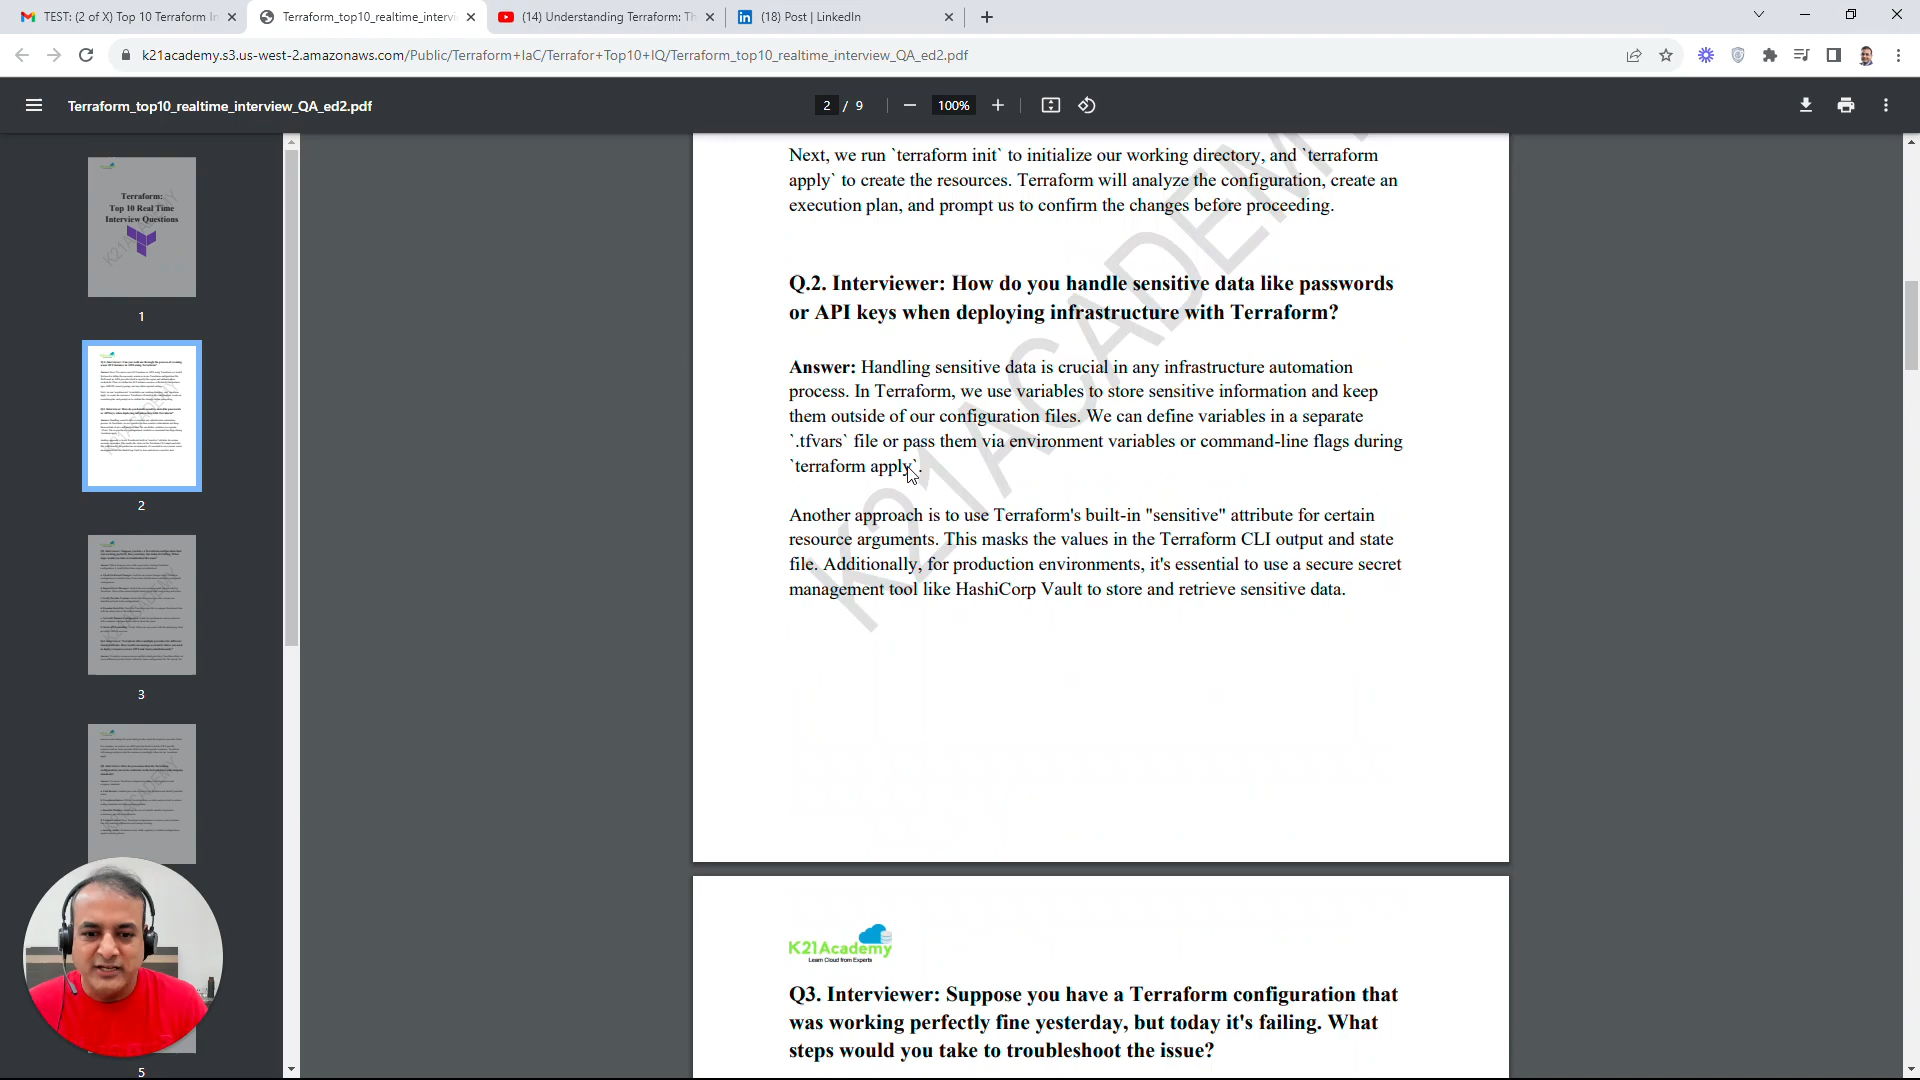 TEST: (2 of X) Top 10 Terraform In
Terraform_top10_realtime_intervi
(14) Understanding Terraform: Th
(18) Post | LinkedIn
k21academy.s3.us-west-2.amazonaws.com/Public/Terraform+IaC/Terrafor+Top10+IQ/Terraform_top10_realtime_interview_QA_ed2.pdf
Terraform_top10_realtime_interview_QA_ed2.pdf
2 / 9
100%
Terraform:
Top 10 Real Time
Interview Questions
K21ACADEMY
1
2
3
5
Next, we run `terraform init` to initialize our working directory, and `terraform
apply` to create the resources. Terraform will analyze the configuration, create an
execution plan, and prompt us to confirm the changes before proceeding.
Q.2. Interviewer: How do you handle sensitive data like passwords
or API keys when deploying infrastructure with Terraform?
Answer: Handling sensitive data is crucial in any infrastructure automation
process. In Terraform, we use variables to store sensitive information and keep
them outside of our configuration files. We can define variables in a separate
`.tfvars` file or pass them via environment variables or command-line flags during
`terraform apply`.
Another approach is to use Terraform's built-in "sensitive" attribute for certain
resource arguments. This masks the values in the Terraform CLI output and state
file. Additionally, for production environments, it's essential to use a secure secret
management tool like HashiCorp Vault to store and retrieve sensitive data.
K21ACADEM
K21Academy
Learn Cloud from Experts
Q3. Interviewer: Suppose you have a Terraform configuration that
was working perfectly fine yesterday, but today it's failing. What
steps would you take to troubleshoot the issue?